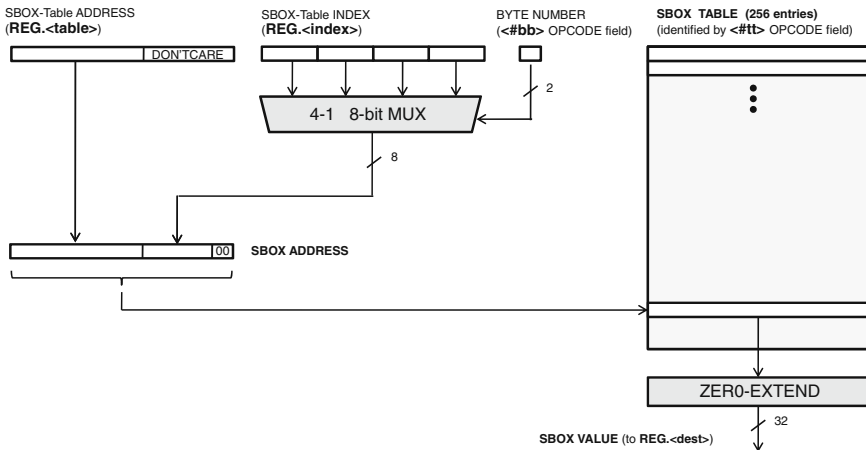 SBOX-Table ADDRESS
(REG.<table>)
SBOX-Table INDEX
(REG.<index>)
BYTE NUMBER
(<#bb> OPCODE field)
SBOX TABLE (256 entries)
(identified by <#tt> OPCODE field)
DON'TCARE
2
4-1 8-bit MUX
8
00
SBOX ADDRESS
ZER0-EXTEND
32
SBOX VALUE (to REG.<dest>)